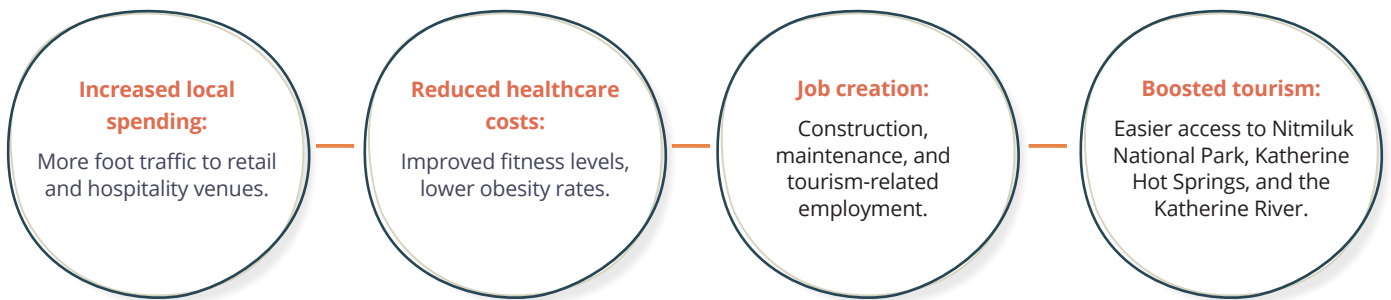 Increased local
spending:
More foot traffic to retail
and hospitality venues.
Reduced healthcare
costs:
Improved fitness levels,
lower obesity rates.
Job creation:
Construction,
maintenance, and
tourism-related
employment.
Boosted tourism:
Easier access to Nitmiluk
National Park, Katherine
Hot Springs, and the
Katherine River.